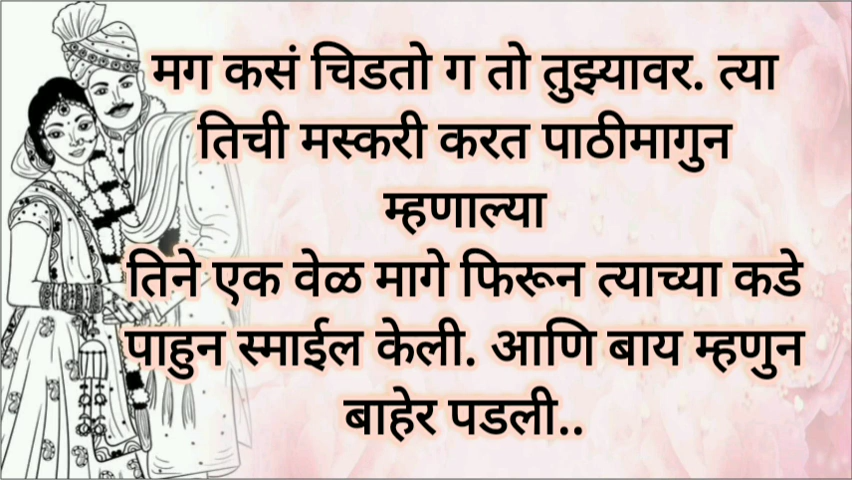 मग कसं चिडतो ग तो तुझ्यावर. त्या
तिची मस्करी करत पाठीमागुन
म्हणाल्या
तिने एक वेळ मागे फिरून त्याच्या कडे
पाहुन स्माईल केली. आणि बाय म्हणुन
बाहेर पडली..